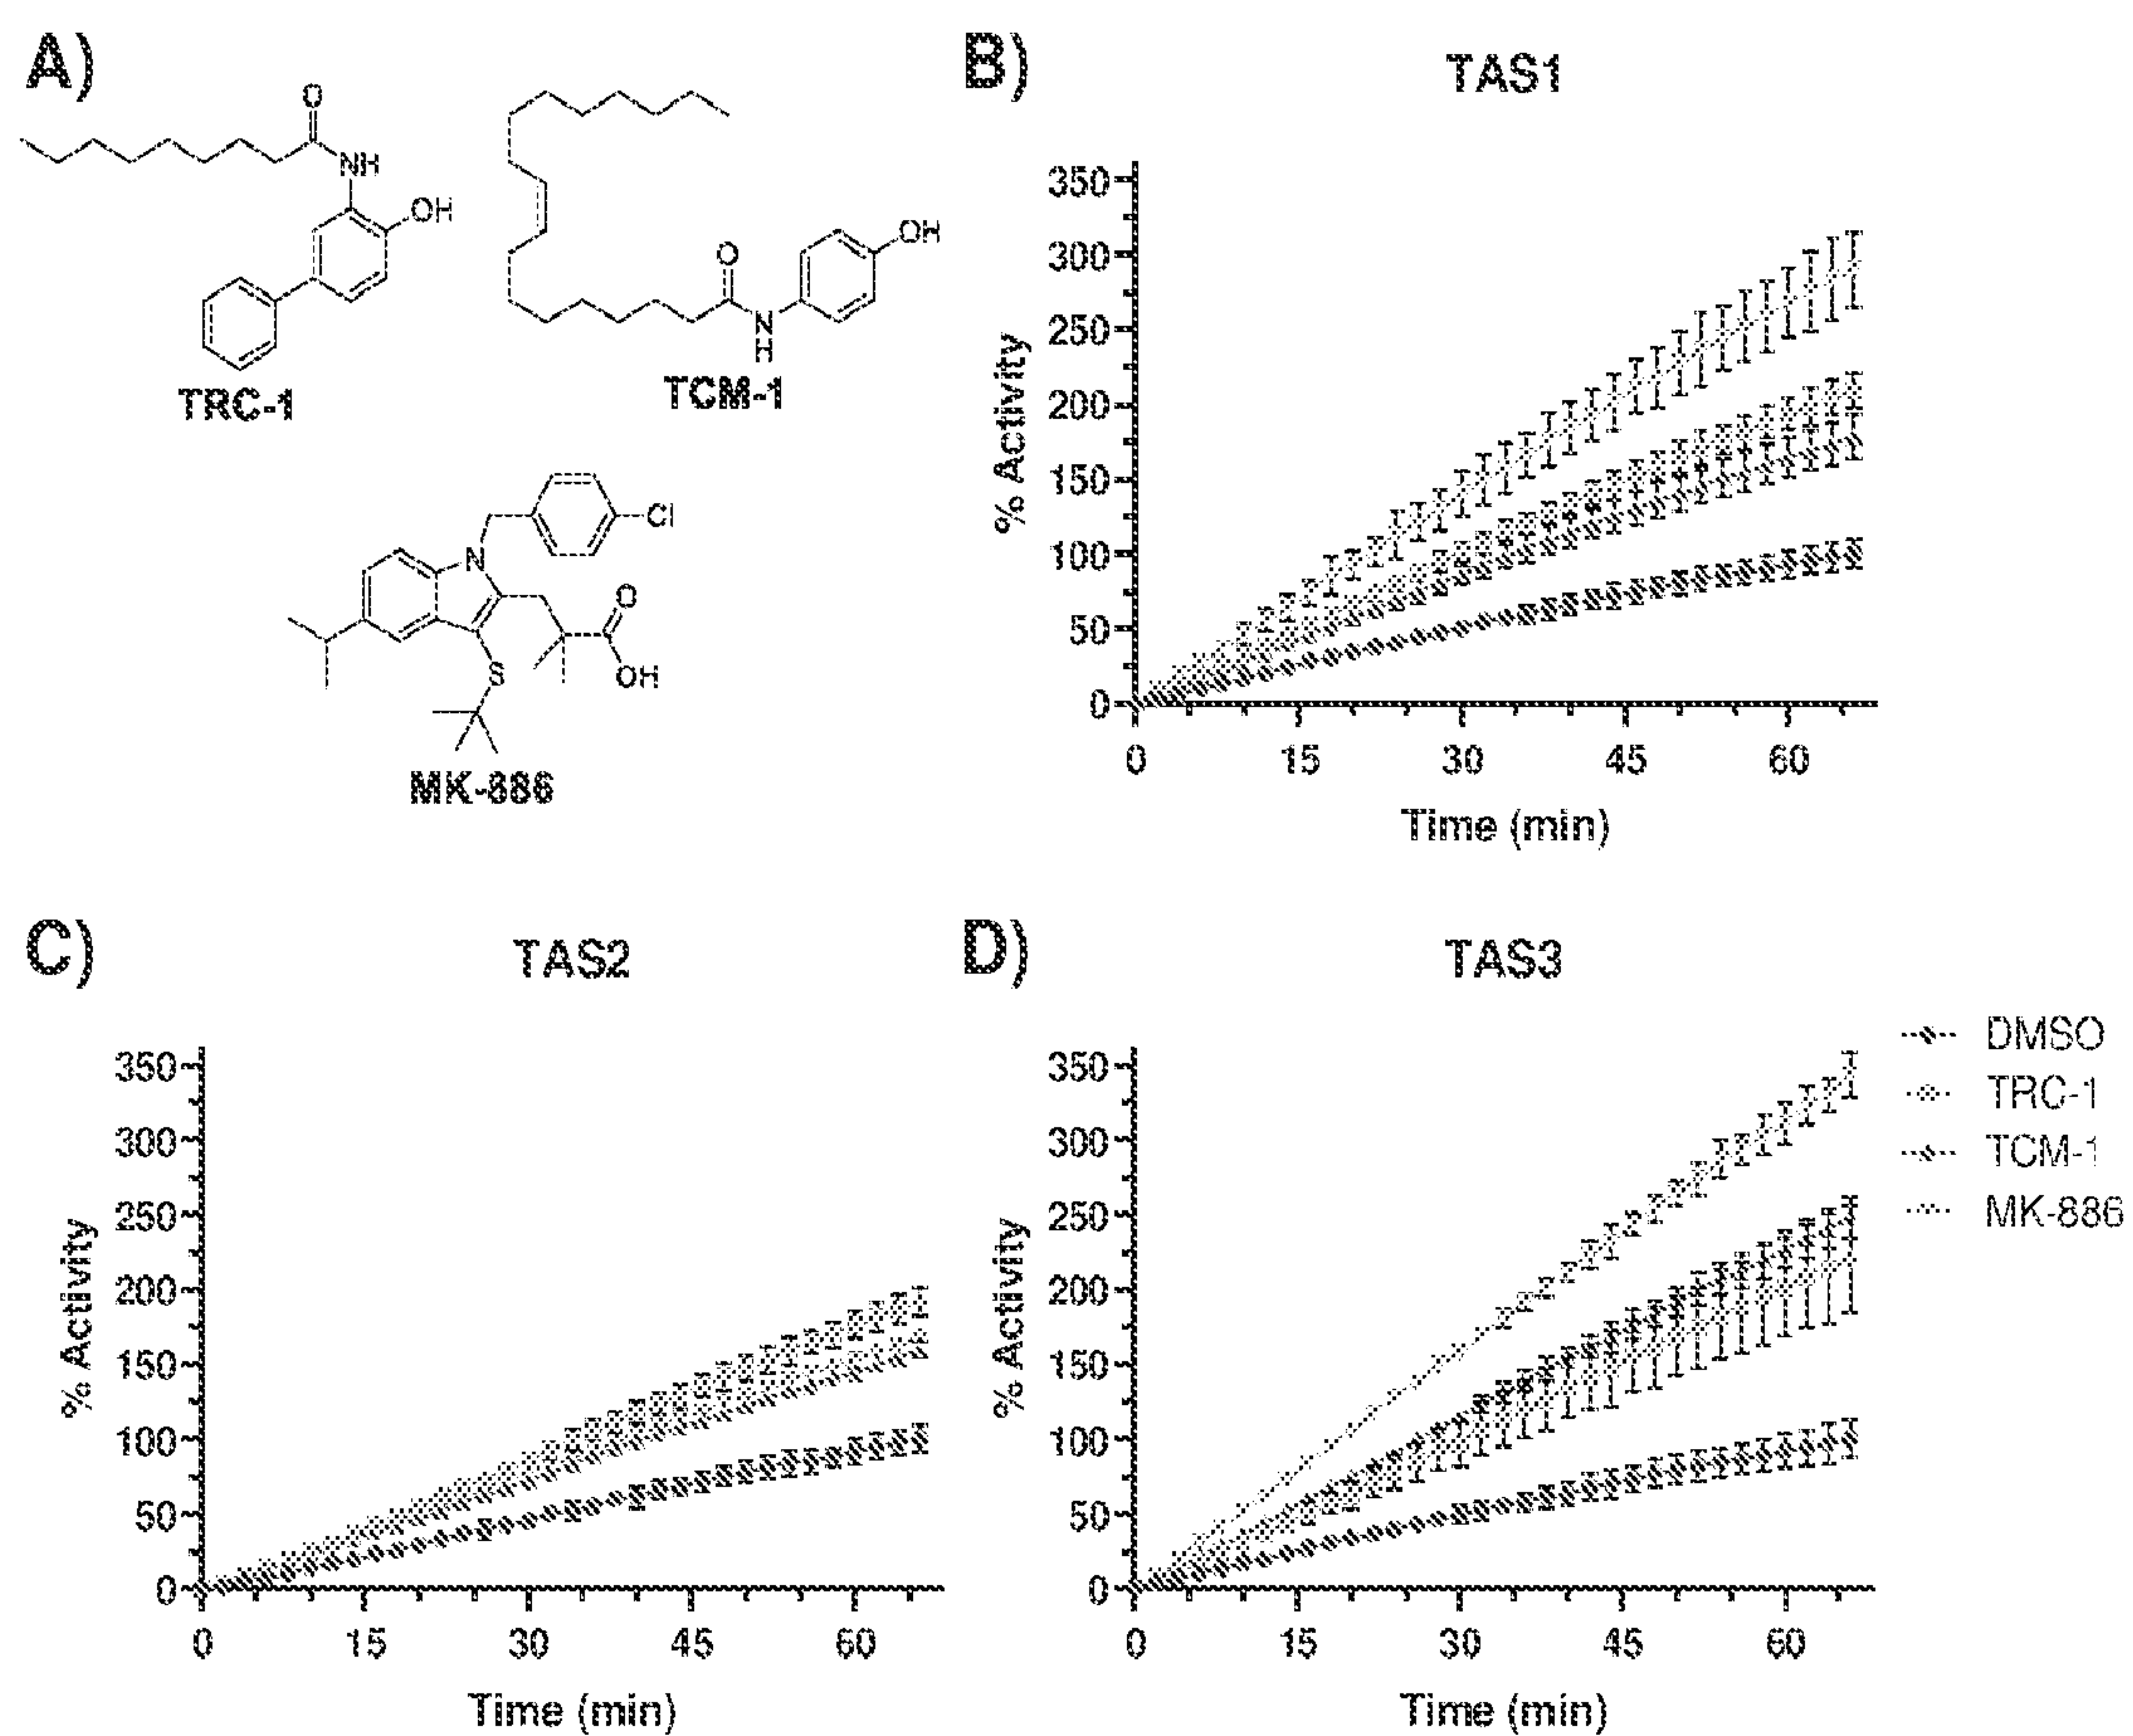 A)
O
NH
OH
TRC-1
O
N
H
OH
TCM-1
N
Cl
O
OH
S
MK-886
B)
TAS1
% Activity
350
300
250
200
150
100
50
0
0 15 30 45 60
Time (min)
C)
TAS2
% Activity
350
300
250
200
150
100
50
0
0 15 30 45 60
Time (min)
D)
TAS3
% Activity
350
300
250
200
150
100
50
0
0 15 30 45 60
Time (min)
DMSO
TRC-1
TCM-1
MK-886